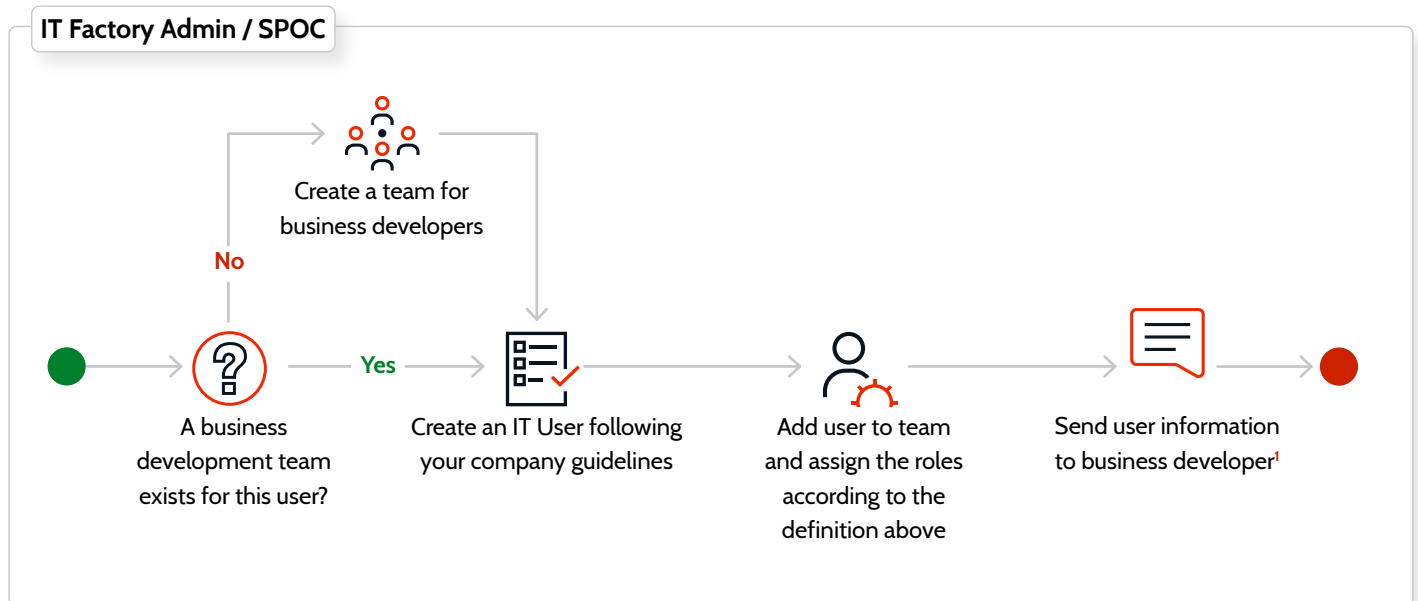 IT Factory Admin / SPOC
Create a team for
business developers
No
Yes
A business
development team
exists for this user?
Create an IT User following
your company guidelines
Add user to team
and assign the roles
according to the
definition above
Send user information
to business developer¹